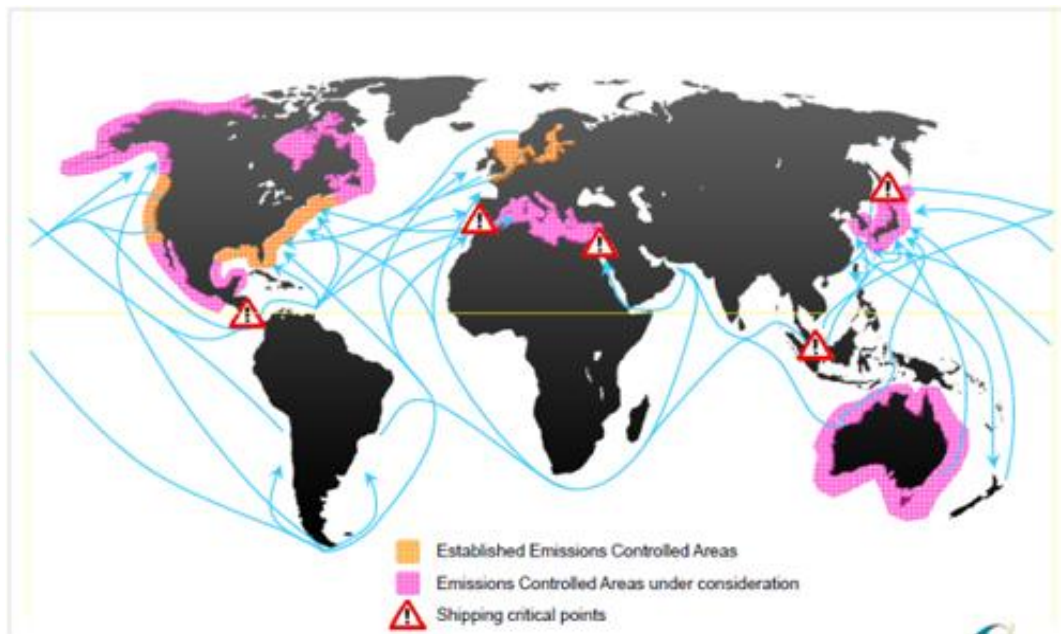 Established Emissions Controlled Areas
Emissions Controlled Areas under consideration
Shipping critical points